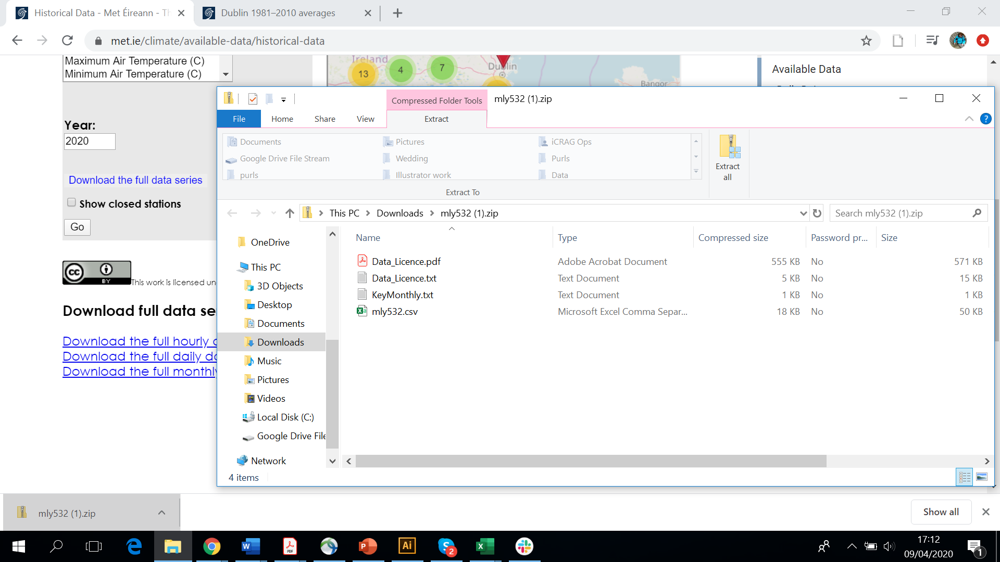 Historical Data - Met Éireann - Th
Dublin 1981–2010 averages
met.ie/climate/available-data/historical-data
Maximum Air Temperature (C)
Minimum Air Temperature (C)
Year:
2020
Download the full data series
Show closed stations
Go
CC BY
This work is licensed un
Download full data se
Download the full hourly
Download the full daily da
Download the full monthly
Ireland
13
4
7
Dublin
Bangor
Available Data
Compressed Folder Tools
mly532 (1).zip
File
Home
Share
View
Extract
?
Documents
Pictures
iCRAG Ops
Google Drive File Stream
Wedding
Purls
purls
Illustrator work
Data
Extract To
Extract
all
This PC
Downloads
mly532 (1).zip
Search mly532 (1).zip
OneDrive
This PC
3D Objects
Desktop
Documents
Downloads
Music
Pictures
Videos
Local Disk (C:)
Google Drive File
Network
Name
Type
Compressed size
Password pr...
Size
Data_Licence.pdf
Adobe Acrobat Document
555 KB
No
571 KB
Data_Licence.txt
Text Document
5 KB
No
15 KB
KeyMonthly.txt
Text Document
1 KB
No
1 KB
mly532.csv
Microsoft Excel Comma Separ...
18 KB
No
50 KB
4 items
mly532 (1).zip
Show all
W
PDF
P
Ai
S
2
X
17:12
09/04/2020
1